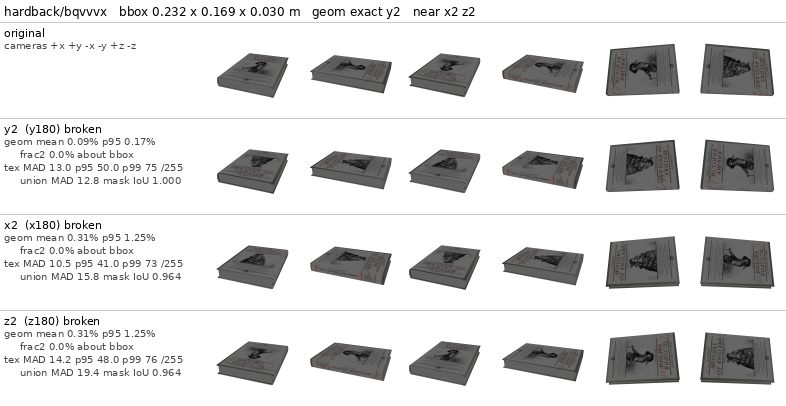 hardback/bqvvvx bbox 0.232 x 0.169 x 0.030 m geom exact y2 near x2 z2
original
cameras +x +y -x -y +z -z
y2 (y180) broken
geom mean 0.09% p95 0.17%
frac2 0.0% about bbox
tex MAD 13.0 p95 50.0 p99 75 /255
union MAD 12.8 mask IoU 1.000
x2 (x180) broken
geom mean 0.31% p95 1.25%
frac2 0.0% about bbox
tex MAD 10.5 p95 41.0 p99 73 /255
union MAD 15.8 mask IoU 0.964
z2 (z180) broken
geom mean 0.31% p95 1.25%
frac2 0.0% about bbox
tex MAD 14.2 p95 48.0 p99 76 /255
union MAD 19.4 mask IoU 0.964